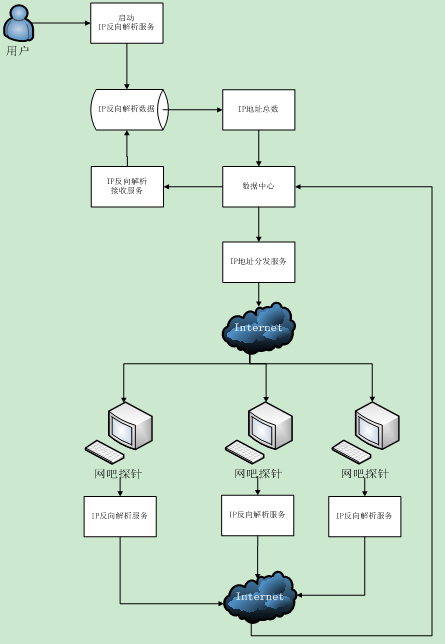 启动
IP反向解析服务
用户
IP反向解析数据
IP地址总数
IP反向解析
接收服务
数据中心
IP地址分发服务
Internet
网吧探针
网吧探针
网吧探针
IP反向解析服务
IP反向解析服务
IP反向解析服务
Internet